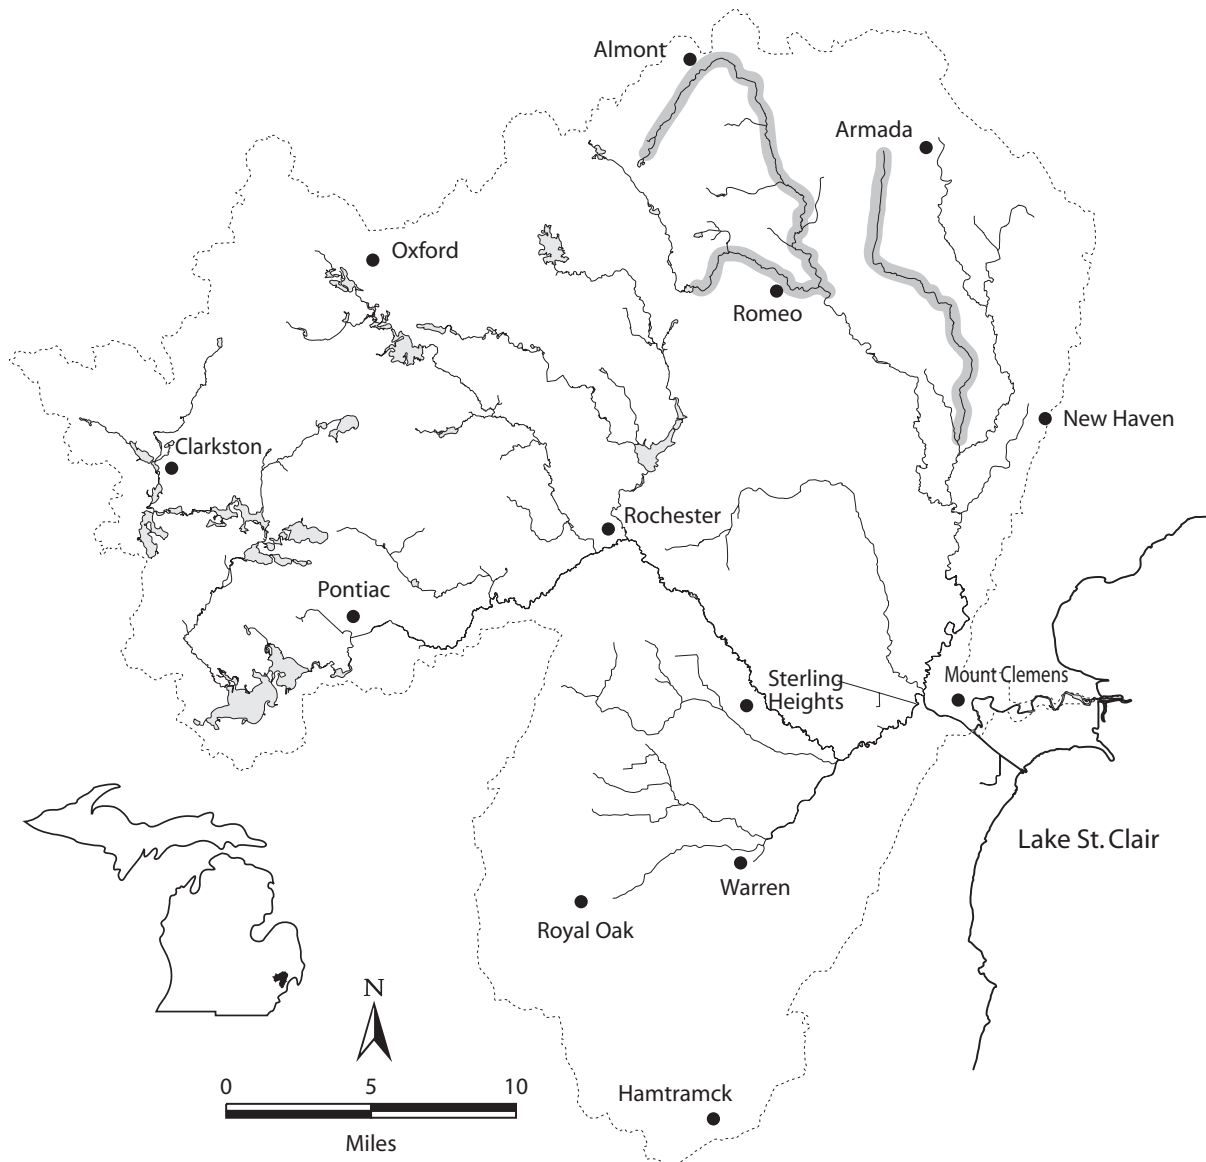 Almont
Armada
Oxford
Romeo
New Haven
Clarkston
Rochester
Pontiac
Mount Clemens
Sterling
Heights
Lake St. Clair
Warren
Royal Oak
N
0 5 10
Miles
Hamtramck